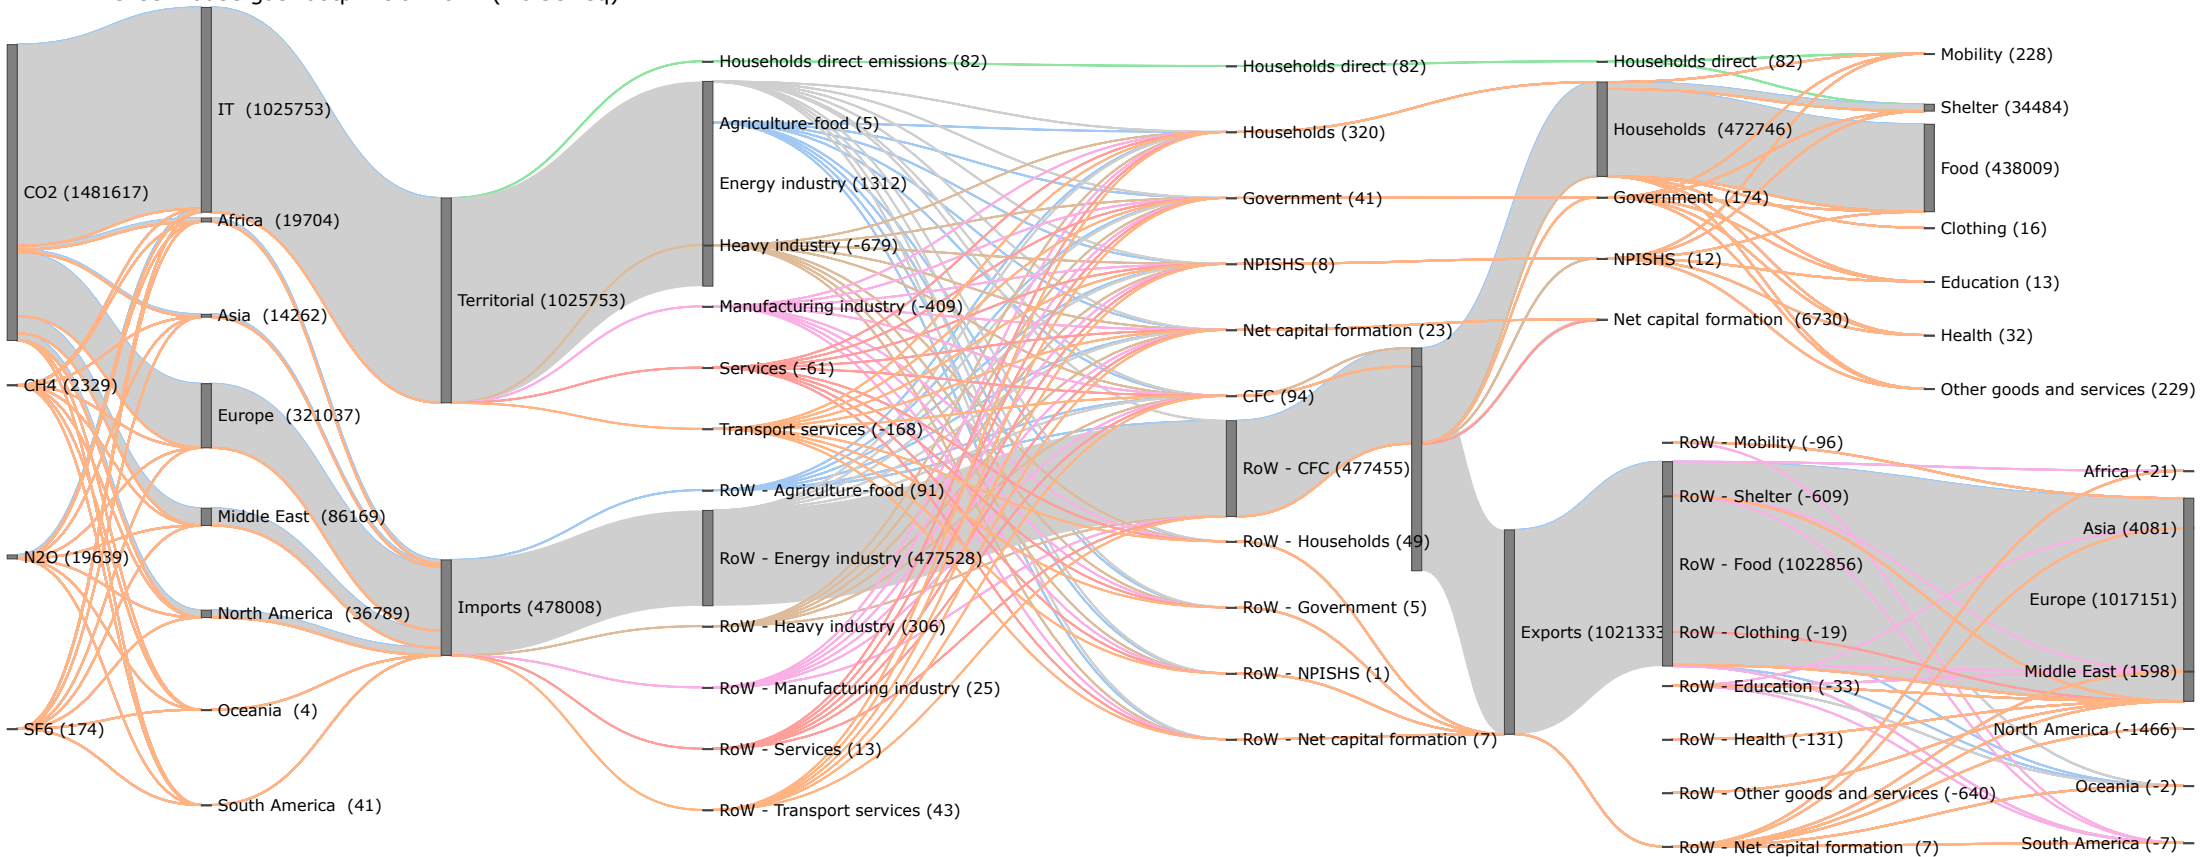 CO2 (1481617)
CH4 (2329)
N2O (19639)
SF6 (174)
IT (1025753)
Africa (19704)
Asia (14262)
Europe (321037)
Middle East (86169)
North America (36789)
Oceania (4)
South America (41)
Territorial (1025753)
Imports (478008)
Households direct emissions (82)
Agriculture-food (5)
Energy industry (1312)
Heavy industry (-679)
Manufacturing industry (-409)
Services (-61)
Transport services (-168)
RoW - Agriculture-food (91)
RoW - Energy industry (477528)
RoW - Heavy industry (306)
RoW - Manufacturing industry (25)
RoW - Services (13)
RoW - Transport services (43)
Households direct (82)
Households (320)
Government (41)
NPISHS (8)
Net capital formation (23)
CFC (94)
RoW - CFC (477455)
RoW - Households (49)
RoW - Government (5)
RoW - NPISHS (1)
RoW - Net capital formation (7)
Exports (1021333
Households direct (82)
Households (472746)
Government (174)
NPISHS (12)
Net capital formation (6730)
RoW - Mobility (-96)
RoW - Shelter (-609)
RoW - Food (1022856)
RoW - Clothing (-19)
RoW - Education (-33)
RoW - Health (-131)
RoW - Other goods and services (-640)
RoW - Net capital formation (7)
Mobility (228)
Shelter (34484)
Food (438009)
Clothing (16)
Education (13)
Health (32)
Other goods and services (229)
Africa (-21)
Asia (4081)
Europe (1017151)
Middle East (1598)
North America (-1466)
Oceania (-2)
South America (-7)